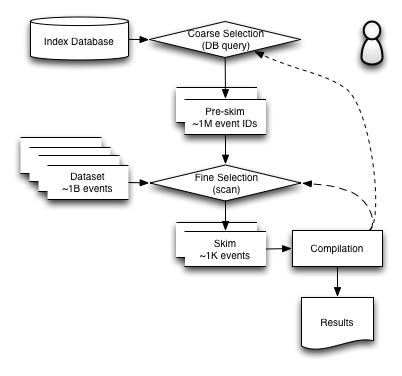 Index Database
Coarse Selection
(DB query)
Pre-skim
~1M event IDs
Dataset
~1B events
Fine Selection
(scan)
Skim
~1K events
Compilation
Results